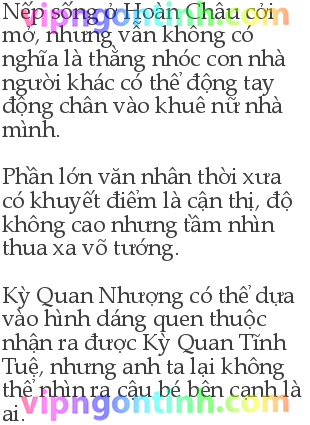 Nếp sống ở Hoàn Châu cởi
mở, nhưng vẫn không có
nghĩa là thằng nhóc con nhà
người khác có thể động tay
động chân vào khuê nữ nhà
mình.
Phần lớn văn nhân thời xưa
có khuyết điểm là cận thị, độ
không cao nhưng tầm nhìn
thua xa võ tướng.
Kỳ Quan Nhượng có thể dựa
vào hình dáng quen thuộc
nhận ra được Kỳ Quan Tĩnh
Tuệ, nhưng anh ta lại không
thể nhìn ra cậu bé bên cạnh là
ai.
vipngontinh.com
vipngontinh.com